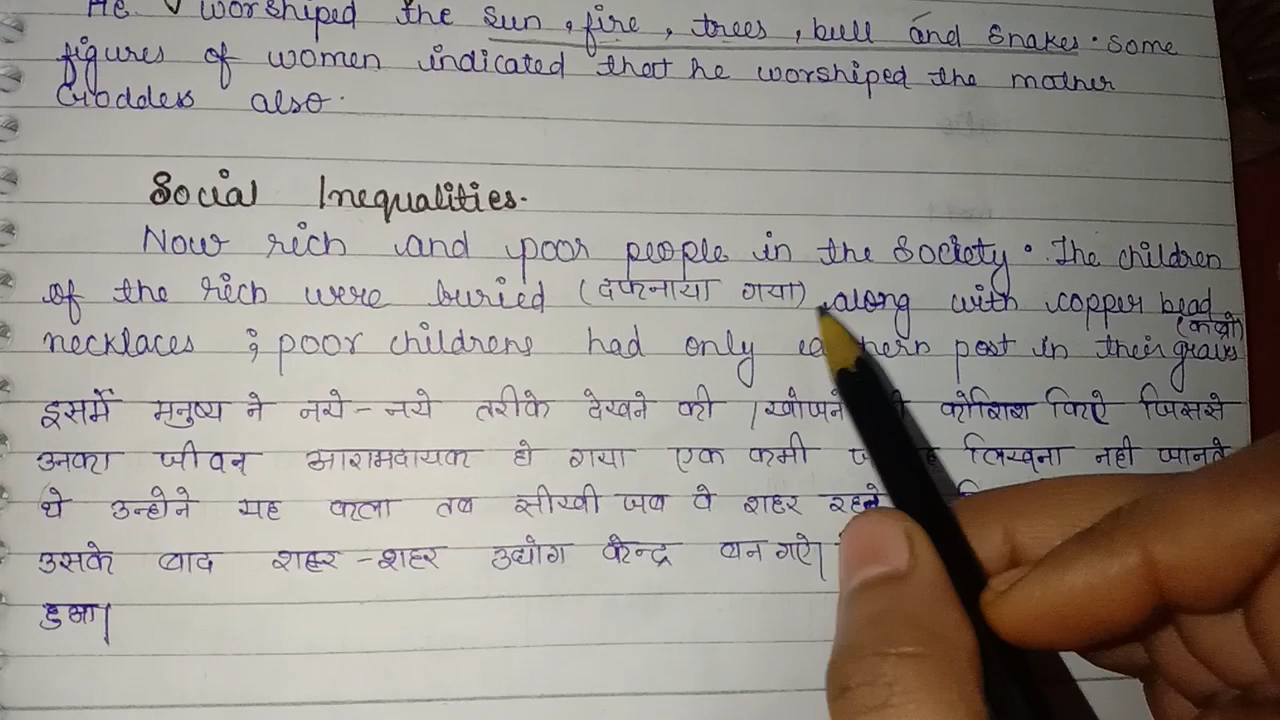 He worshiped the sun, fire, trees, bull and snakes. some
figures of women indicated that he worshiped the mother
Goddess also.
Social Inequalities.
Now rich and poor people in the Society. The children
of the rich were buried (दफनाया गया) along with copper bead
(कब्रो)
necklaces ; poor childrens had only post in their graves
इसमें मनुष्य ने नये-नये तरीके देखने की / खोजने कोशिश किऐ जिससे
उनका जीवन आरामदायक हो गया एक कमी लिखना नही जानते
थे उन्होने यह कला तब सीखी जब वे शहर रहने
उसके बाद शहर-शहर उद्योग केन्द्र बन गऐ।
हुआ।